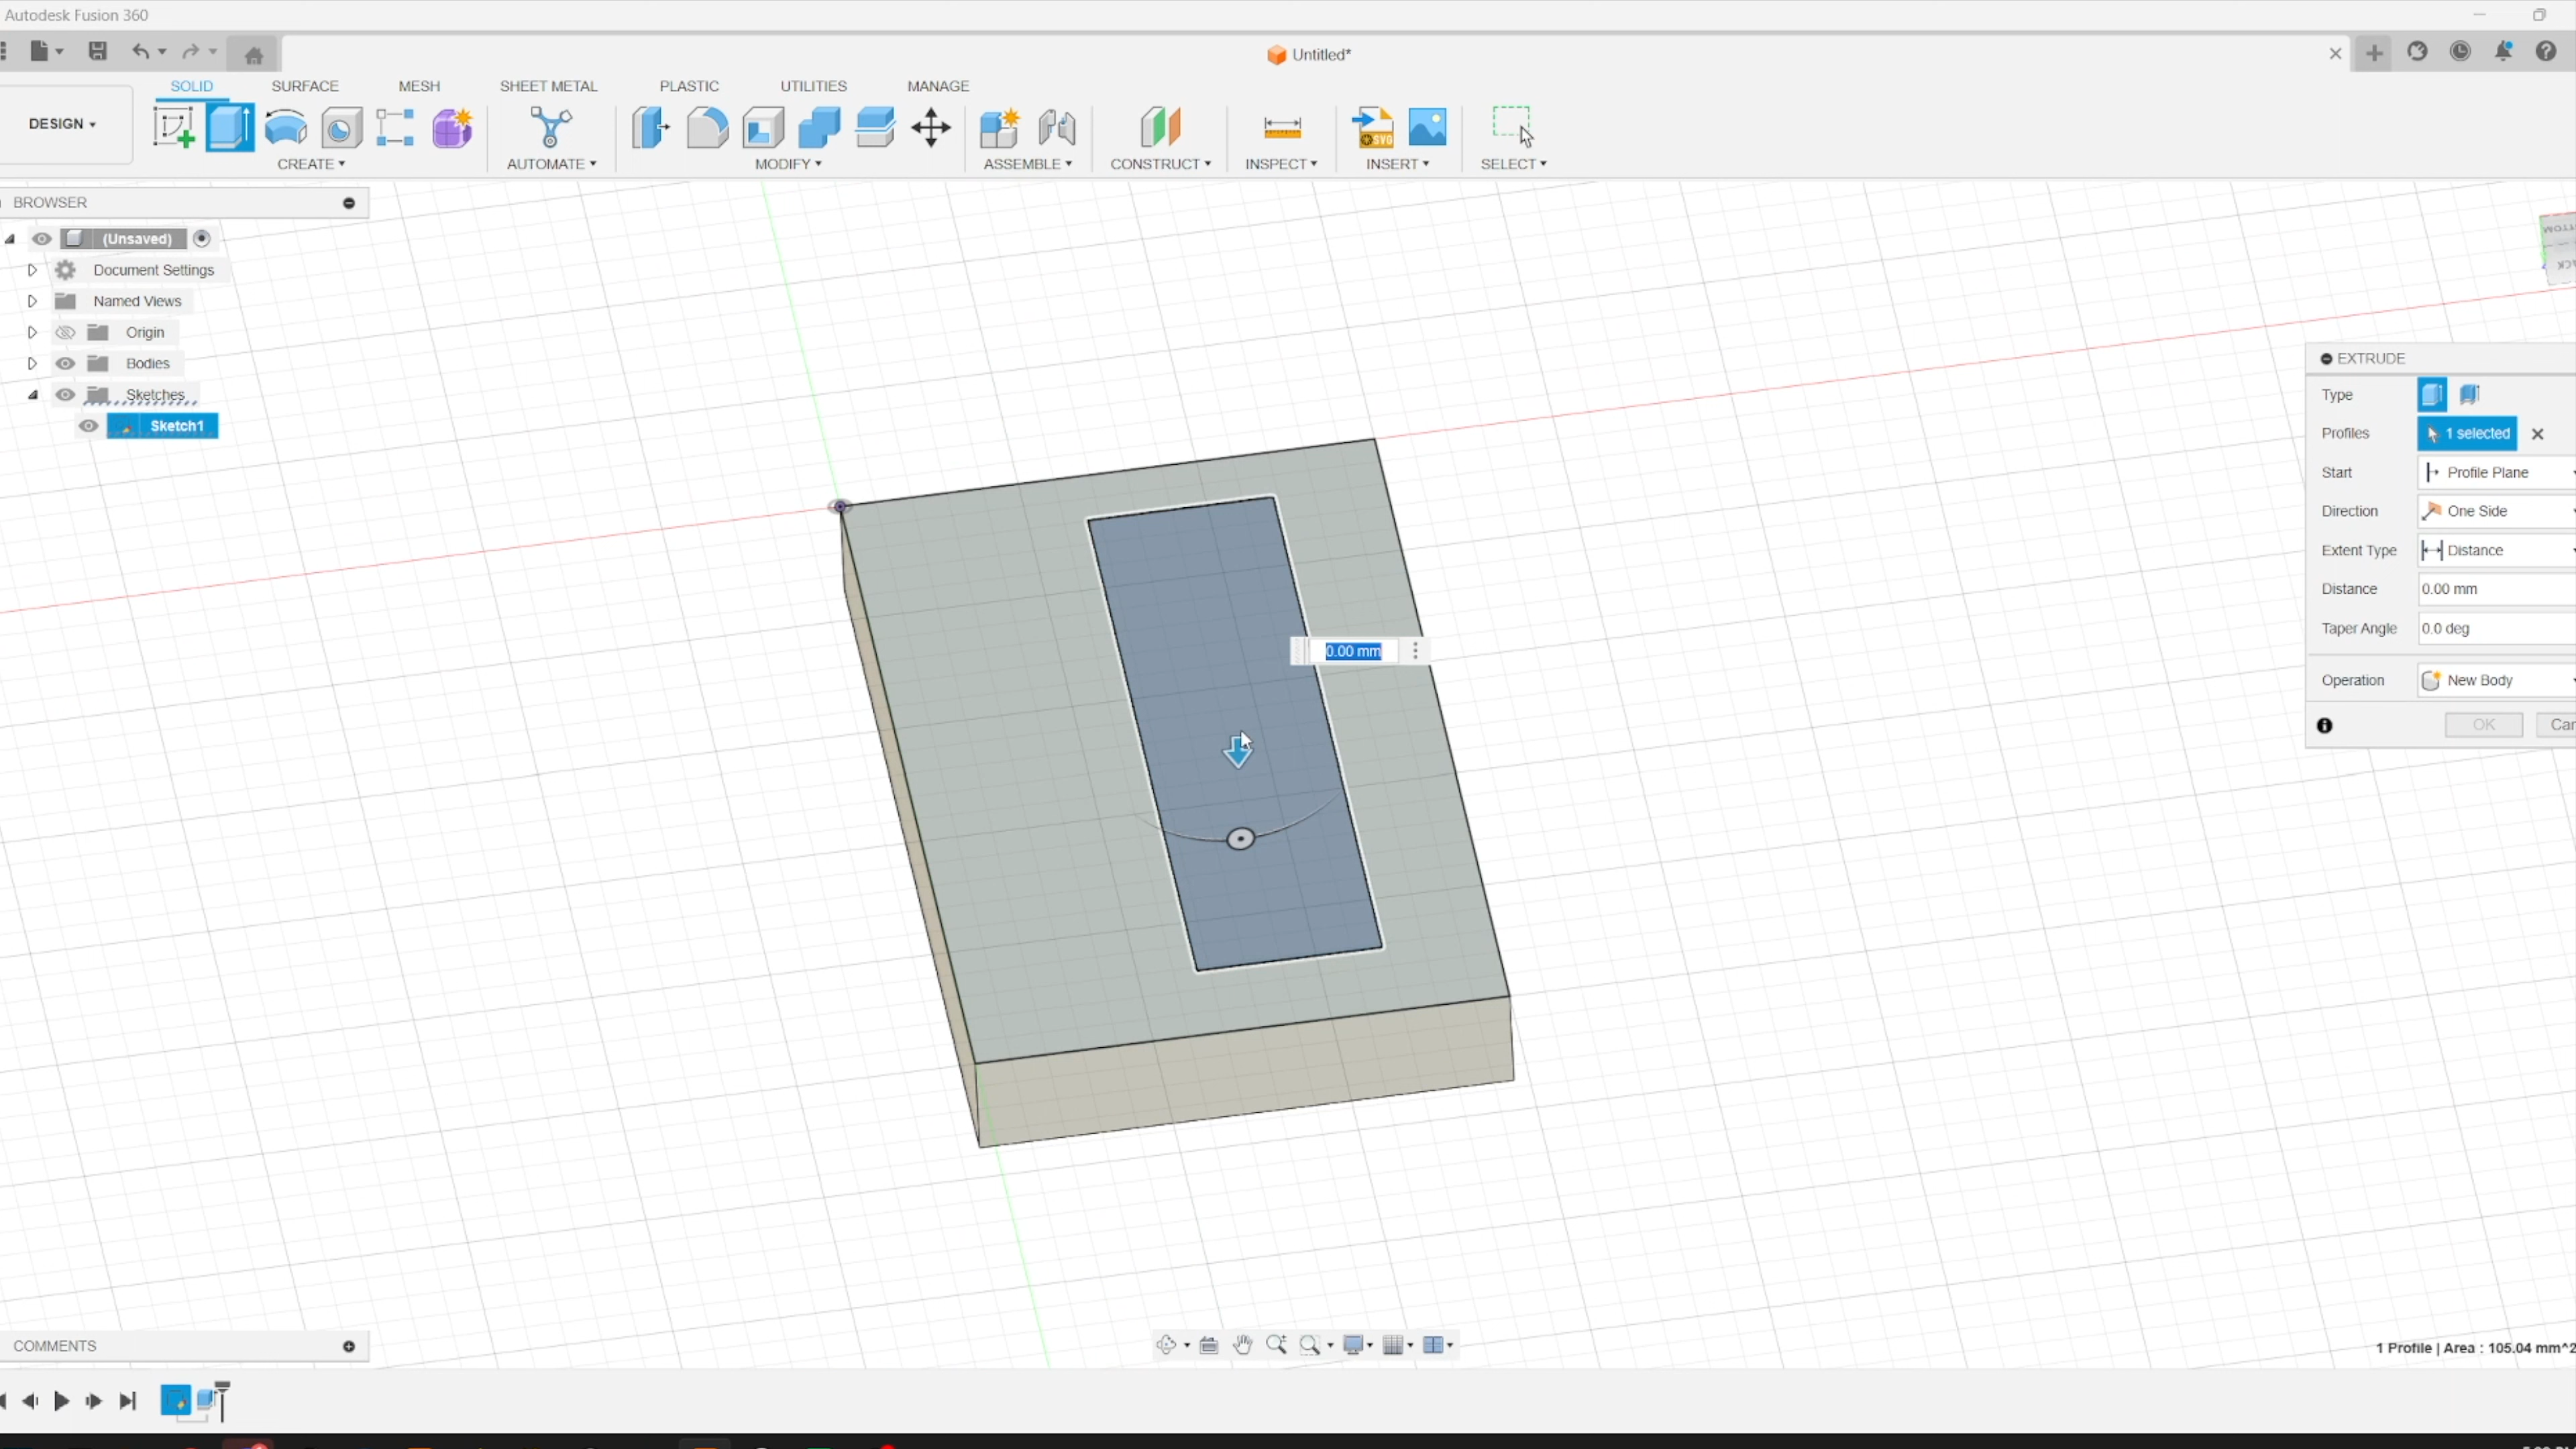 Autodesk Fusion 360
Untitled*
SOLID SURFACE MESH SHEET METAL PLASTIC UTILITIES MANAGE
DESIGN
SVG
CREATE AUTOMATE MODIFY ASSEMBLE CONSTRUCT INSPECT INSERT SELECT
BROWSER
(Unsaved)
Document Settings
Named Views
Origin
Bodies
Sketches
Sketch1
EXTRUDE
Type
Profiles 1 selected
Start Profile Plane
Direction One Side
Extent Type Distance
Distance 0.00 mm
Taper Angle 0.0 deg
Operation New Body
OK Can
0.00 mm
COMMENTS
1 Profile | Area : 105.04 mm^2